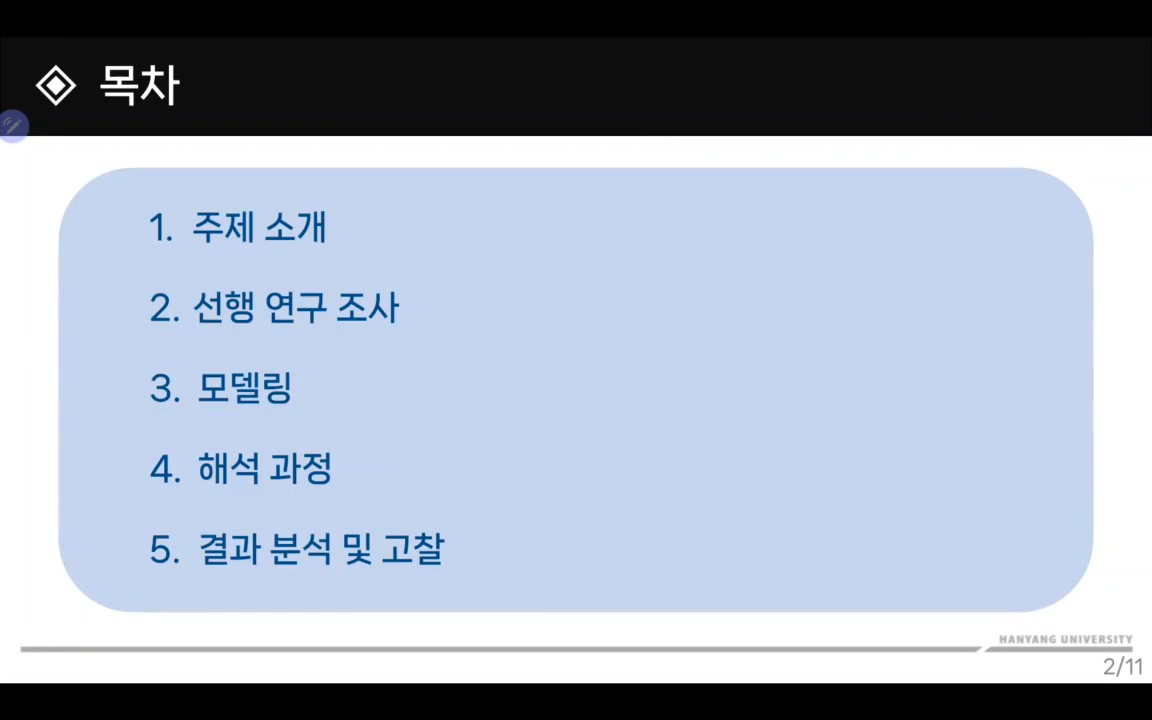 목차
1. 주제 소개
2. 선행 연구 조사
3. 모델링
4. 해석 과정
5. 결과 분석 및 고찰
HANYANG UNIVERSITY
2/11